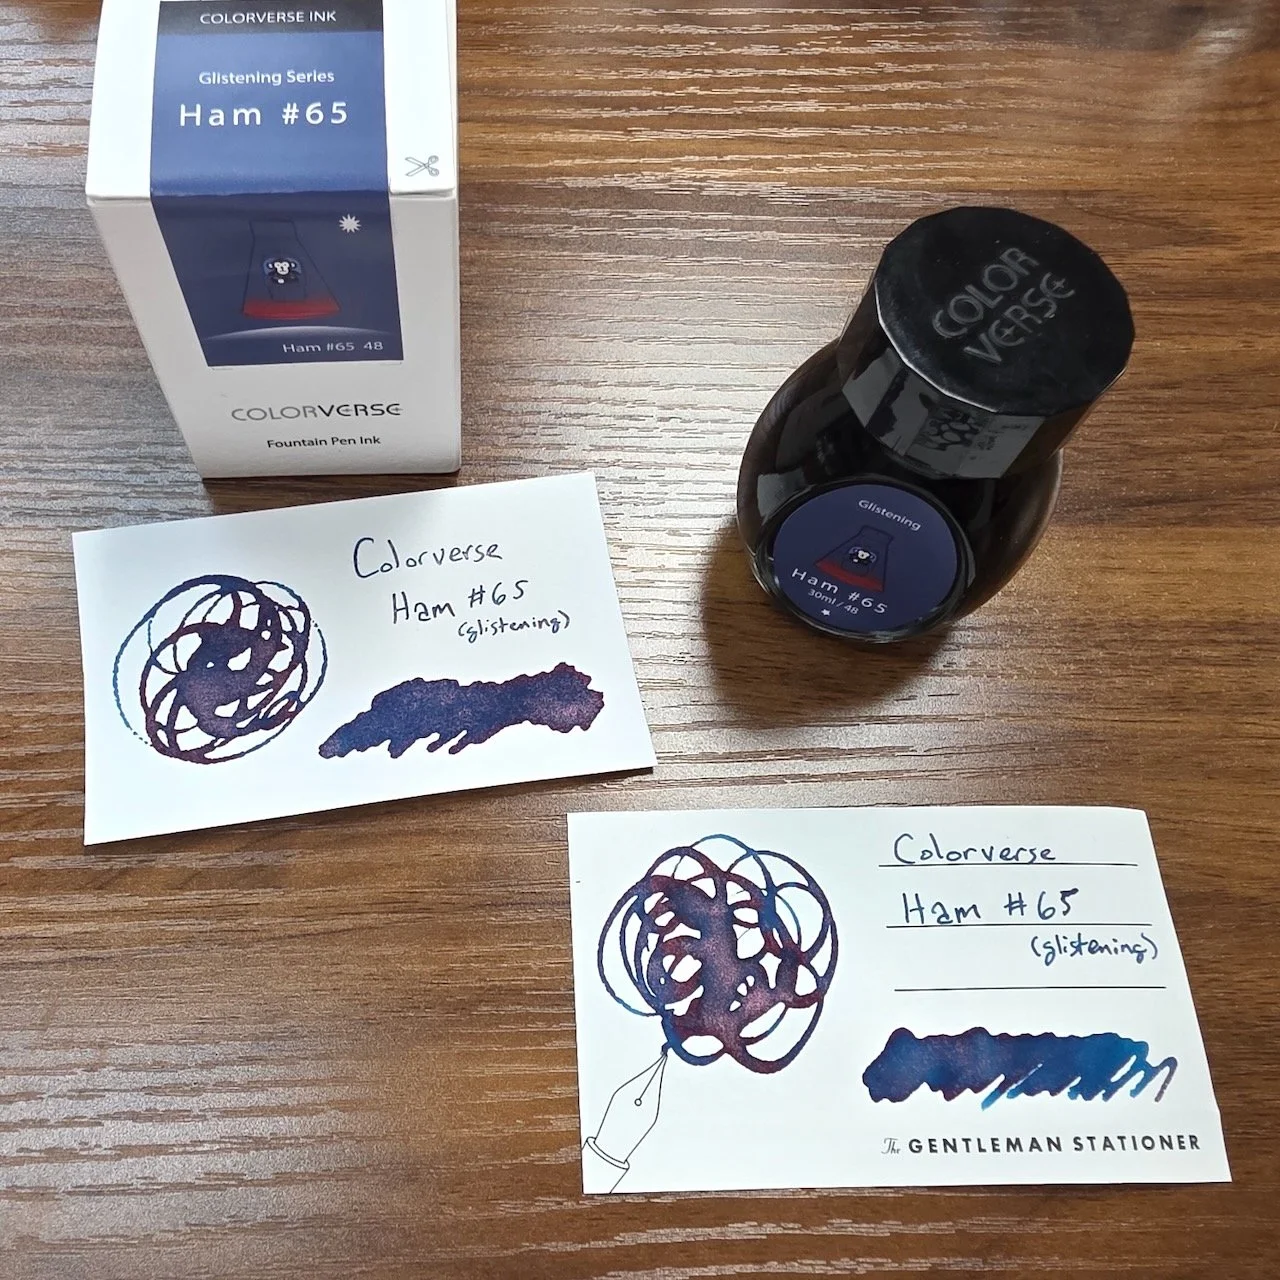 COLORVERSE INK
Glistening Series
Ham #65
Ham #65 48
COLORVERSE
Fountain Pen Ink
COLOR
VERSE
Glistening
Ham #65
30ml / 48
Colorverse
Ham #65
(glistening)
Colorverse
Ham #65
(glistening)
The GENTLEMAN STATIONER